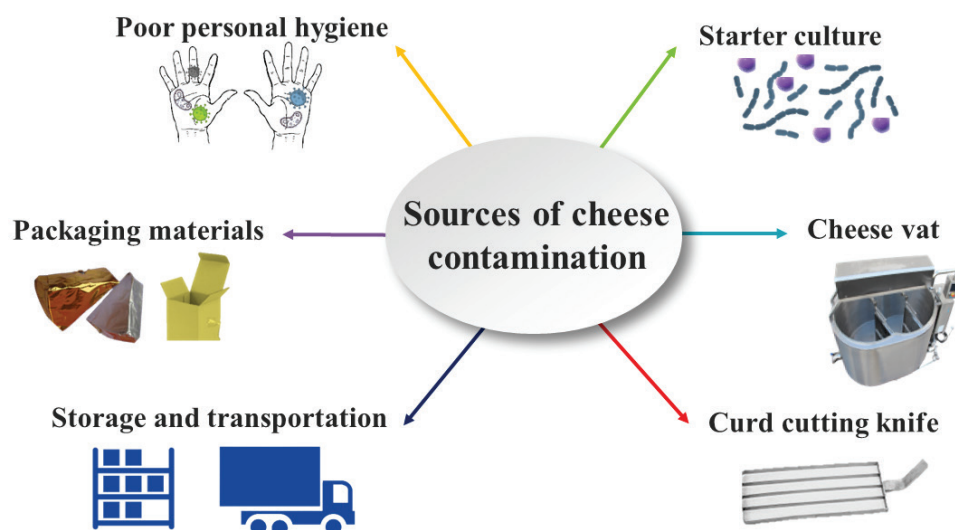 Poor personal hygiene
Starter culture
Sources of cheese
contamination
Packaging materials
Cheese vat
Storage and transportation
Curd cutting knife